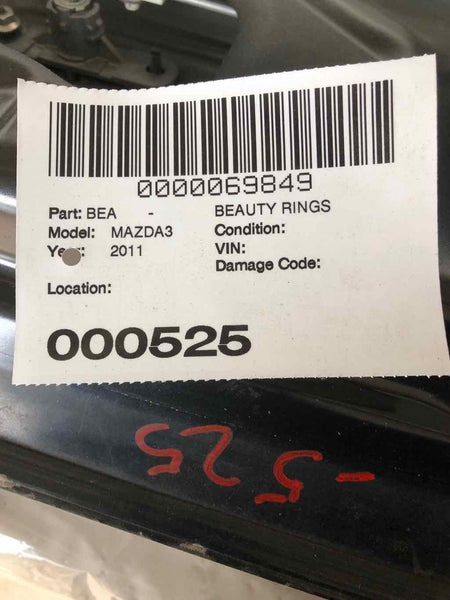 0000069849
Part: BEA - BEAUTY RINGS
Model: MAZDA3 Condition:
Year: 2011 VIN:
Damage Code:
Location:
000525
-525